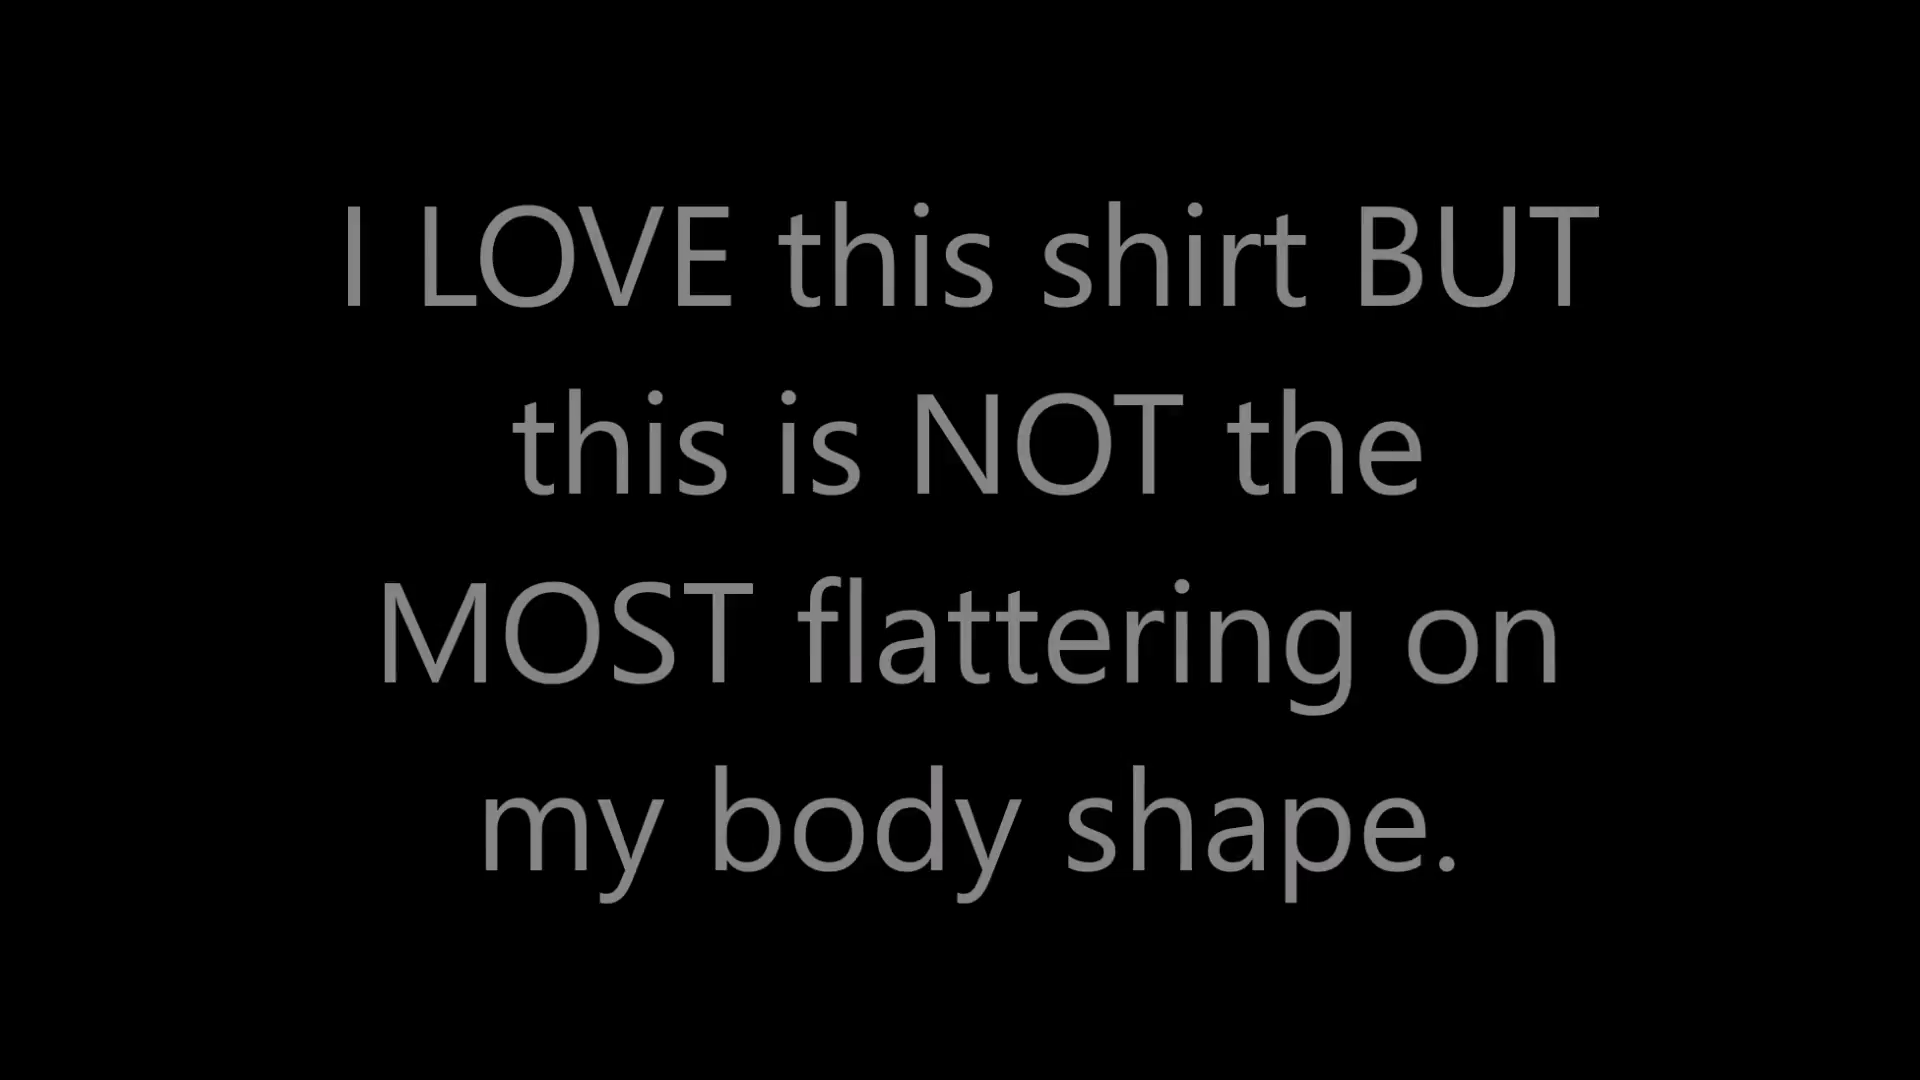 I LOVE this shirt BUT
this is NOT the
MOST flattering on
my body shape.